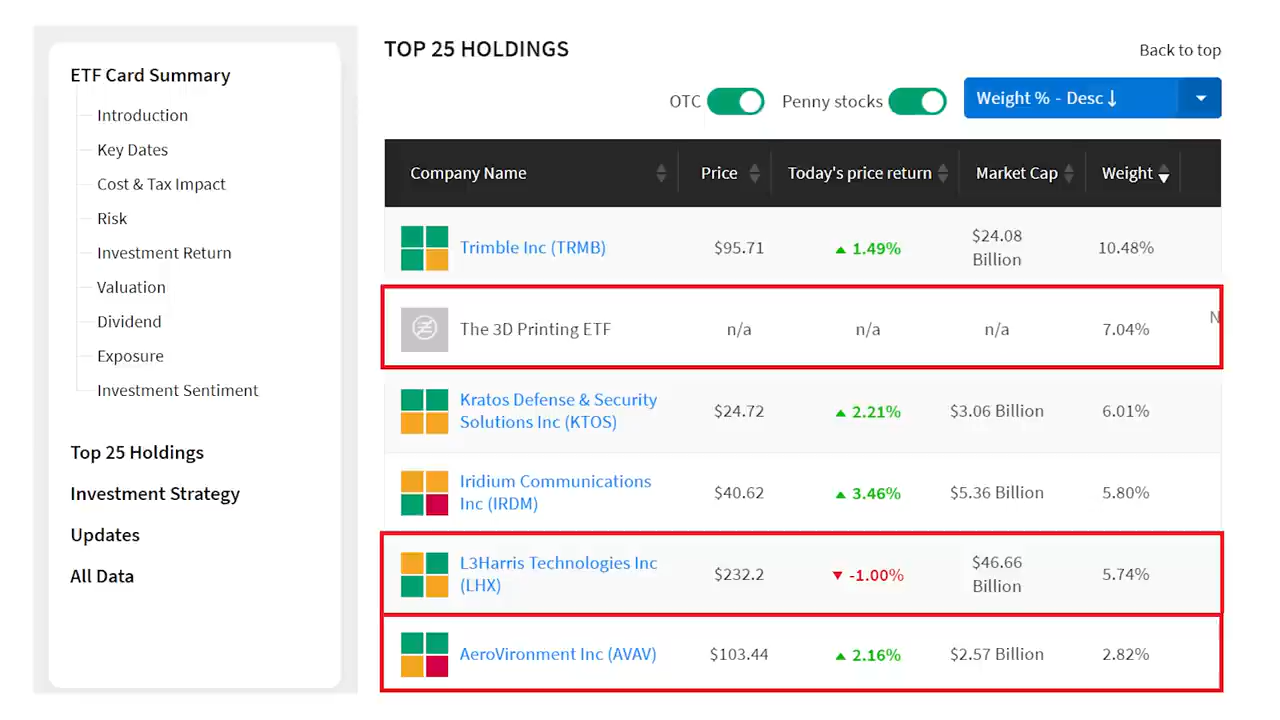 ETF Card Summary
Introduction
Key Dates
Cost & Tax Impact
Risk
Investment Return
Valuation
Dividend
Exposure
Investment Sentiment
Top 25 Holdings
Investment Strategy
Updates
All Data
TOP 25 HOLDINGS
Back to top
OTC Penny stocks Weight % - Desc↓
Company Name Price Today's price return Market Cap Weight
Trimble Inc (TRMB) $95.71 ▲ 1.49% $24.08
Billion 10.48%
The 3D Printing ETF n/a n/a n/a 7.04% N
Kratos Defense & Security
Solutions Inc (KTOS) $24.72 ▲ 2.21% $3.06 Billion 6.01%
Iridium Communications
Inc (IRDM) $40.62 ▲ 3.46% $5.36 Billion 5.80%
L3Harris Technologies Inc
(LHX) $232.2 ▼ -1.00% $46.66
Billion 5.74%
AeroVironment Inc (AVAV) $103.44 ▲ 2.16% $2.57 Billion 2.82%